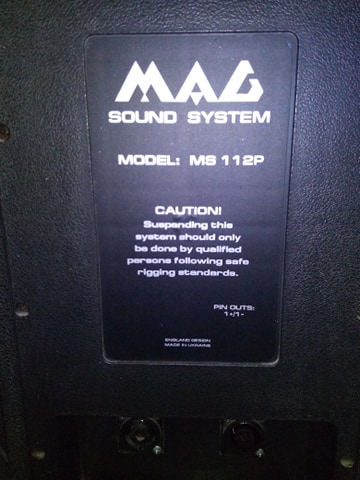 MAG
SOUND SYSTEM
MODEL: MS 112P
CAUTION!
Suspending this
system should only
be done by qualified
persons following safe
rigging standards.
PIN OUTS:
1+/1-
ENGLAND DESIGN
MADE IN UKRAINE